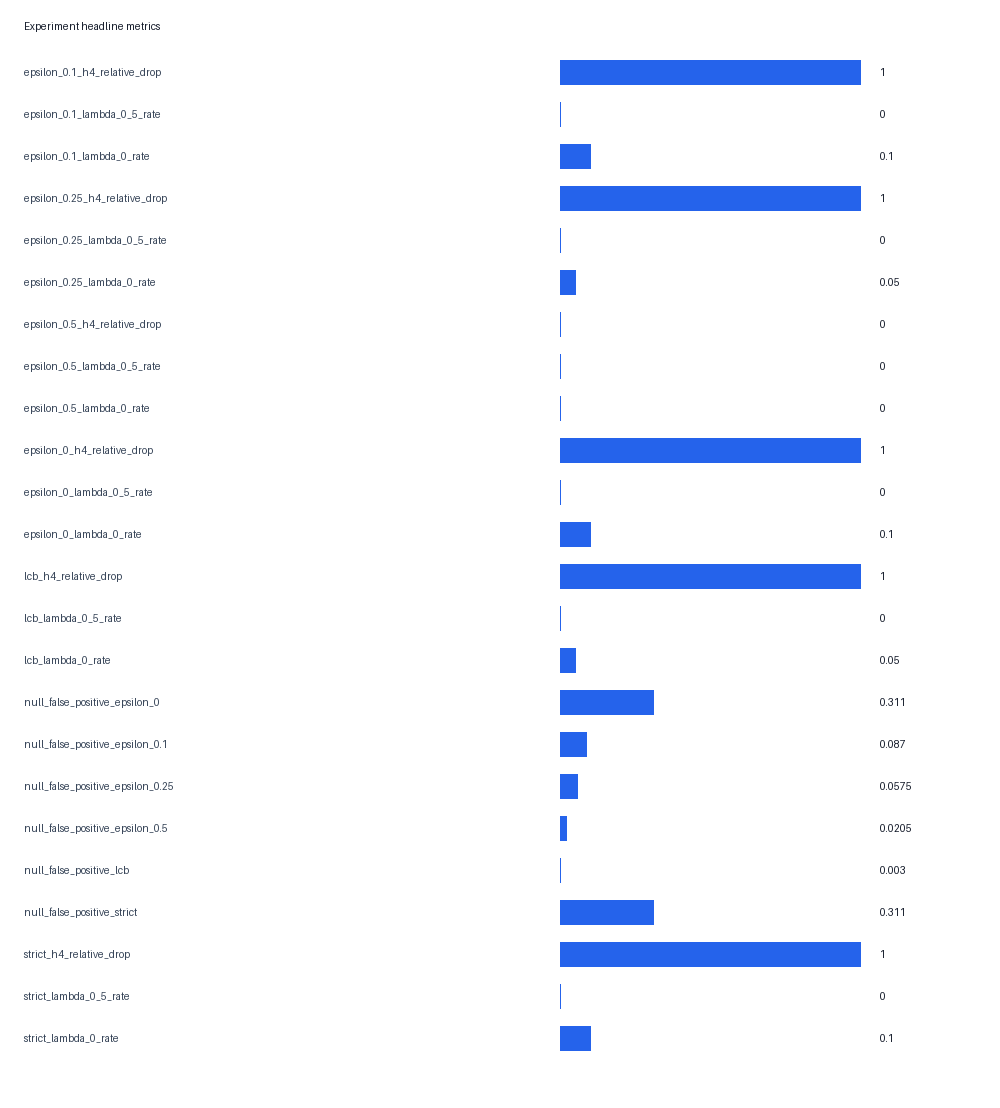 Experiment headline metrics
epsilon_0.1_h4_relative_drop 1
epsilon_0.1_lambda_0_5_rate 0
epsilon_0.1_lambda_0_rate 0.1
epsilon_0.25_h4_relative_drop 1
epsilon_0.25_lambda_0_5_rate 0
epsilon_0.25_lambda_0_rate 0.05
epsilon_0.5_h4_relative_drop 0
epsilon_0.5_lambda_0_5_rate 0
epsilon_0.5_lambda_0_rate 0
epsilon_0_h4_relative_drop 1
epsilon_0_lambda_0_5_rate 0
epsilon_0_lambda_0_rate 0.1
lcb_h4_relative_drop 1
lcb_lambda_0_5_rate 0
lcb_lambda_0_rate 0.05
null_false_positive_epsilon_0 0.311
null_false_positive_epsilon_0.1 0.087
null_false_positive_epsilon_0.25 0.0575
null_false_positive_epsilon_0.5 0.0205
null_false_positive_lcb 0.003
null_false_positive_strict 0.311
strict_h4_relative_drop 1
strict_lambda_0_5_rate 0
strict_lambda_0_rate 0.1